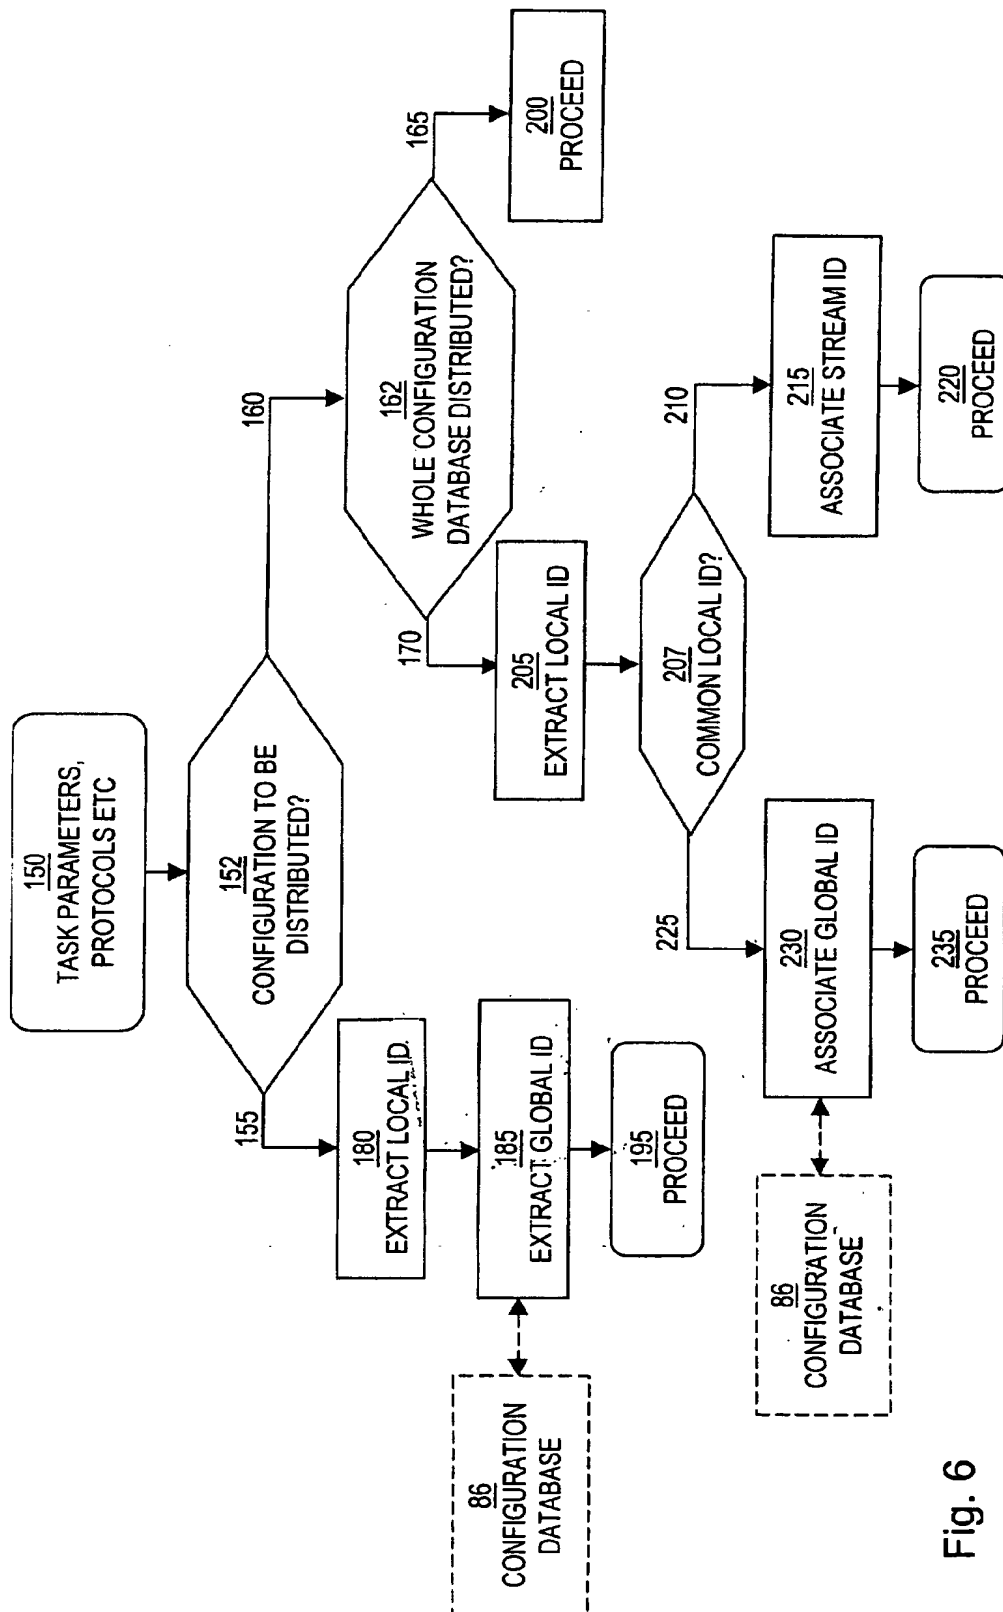 150
TASK PARAMETERS,
PROTOCOLS ETC
152
CONFIGURATION TO BE
DISTRIBUTED?
155
160
180
EXTRACT LOCAL ID
185
EXTRACT GLOBAL ID
86
CONFIGURATION
DATABASE
195
PROCEED
162
WHOLE CONFIGURATION
DATABASE DISTRIBUTED?
170
165
200
PROCEED
205
EXTRACT LOCAL ID
207
COMMON LOCAL ID?
225
210
230
ASSOCIATE GLOBAL ID
86
CONFIGURATION
DATABASE
235
PROCEED
215
ASSOCIATE STREAM ID
220
PROCEED
Fig. 6